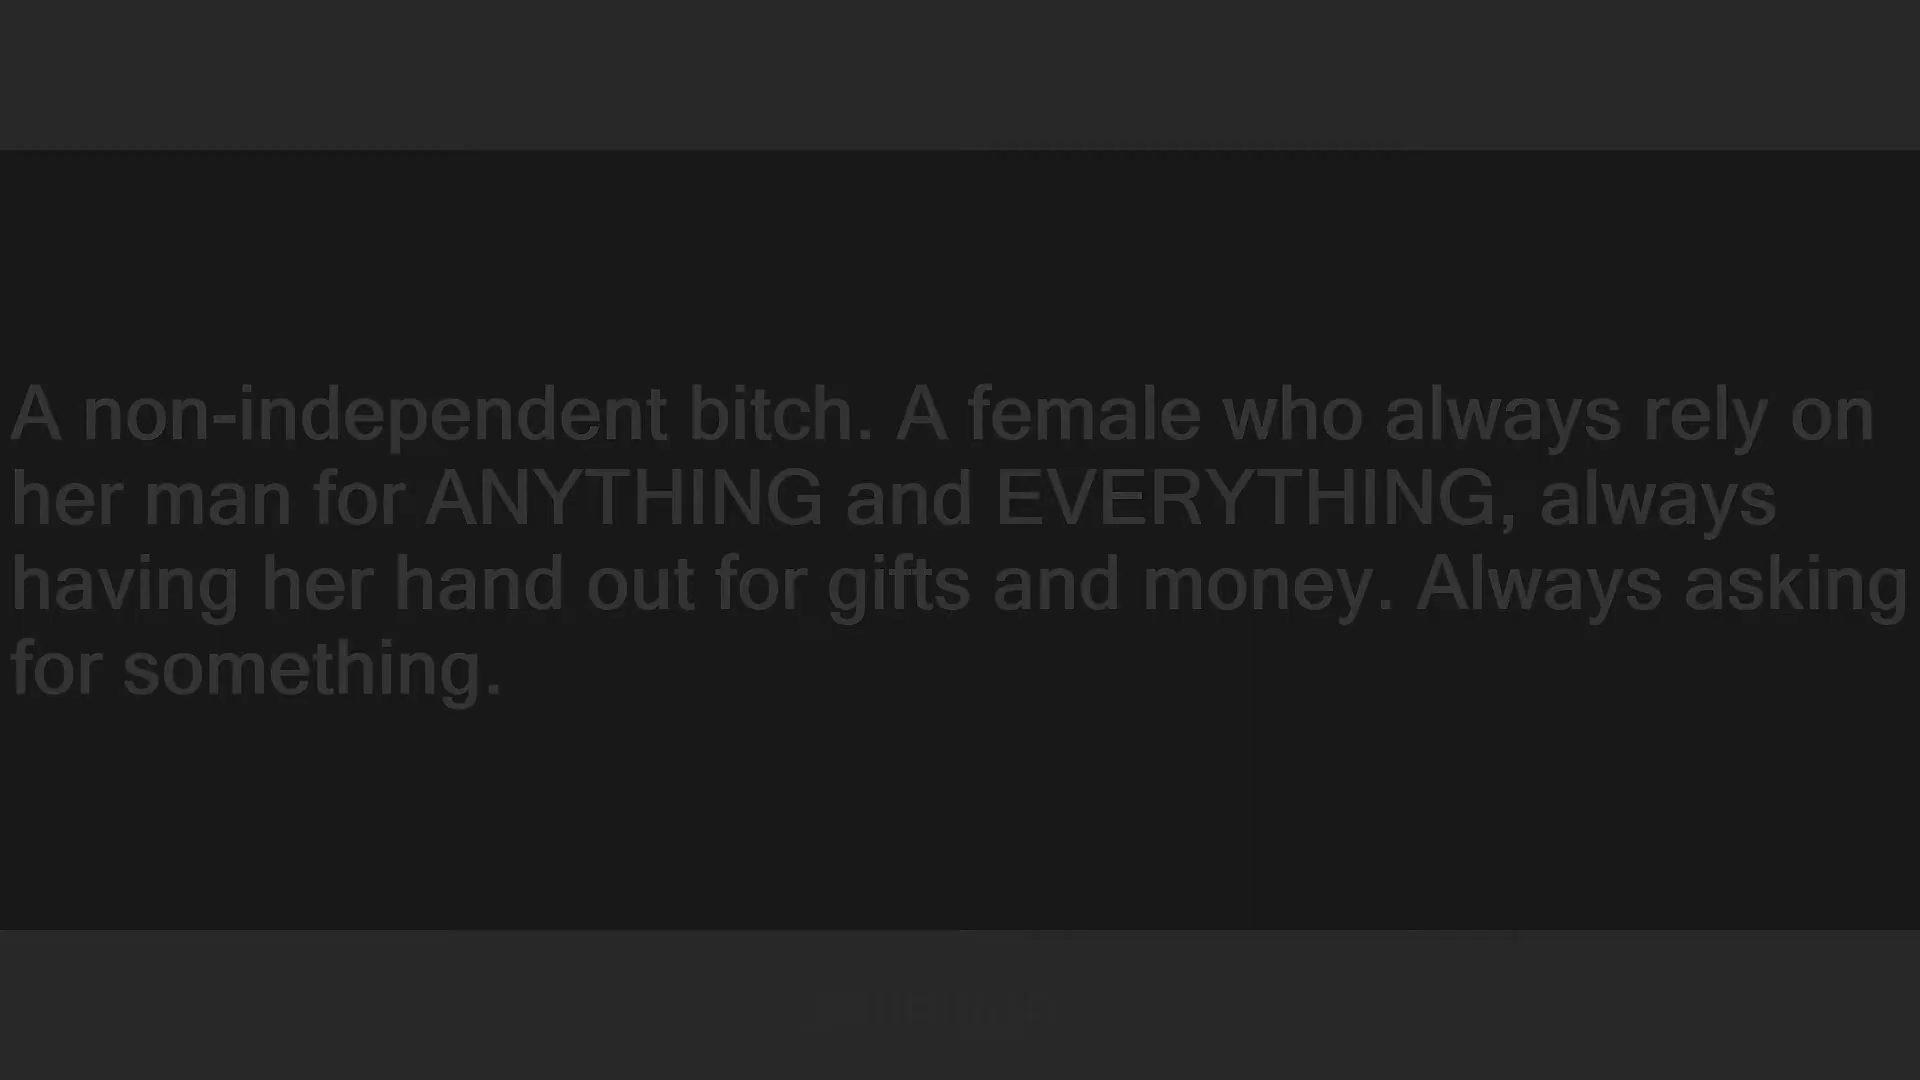 A non-independent bitch. A female who always rely on
her man for ANYTHING and EVERYTHING, always
having her hand out for gifts and money. Always asking
for something.